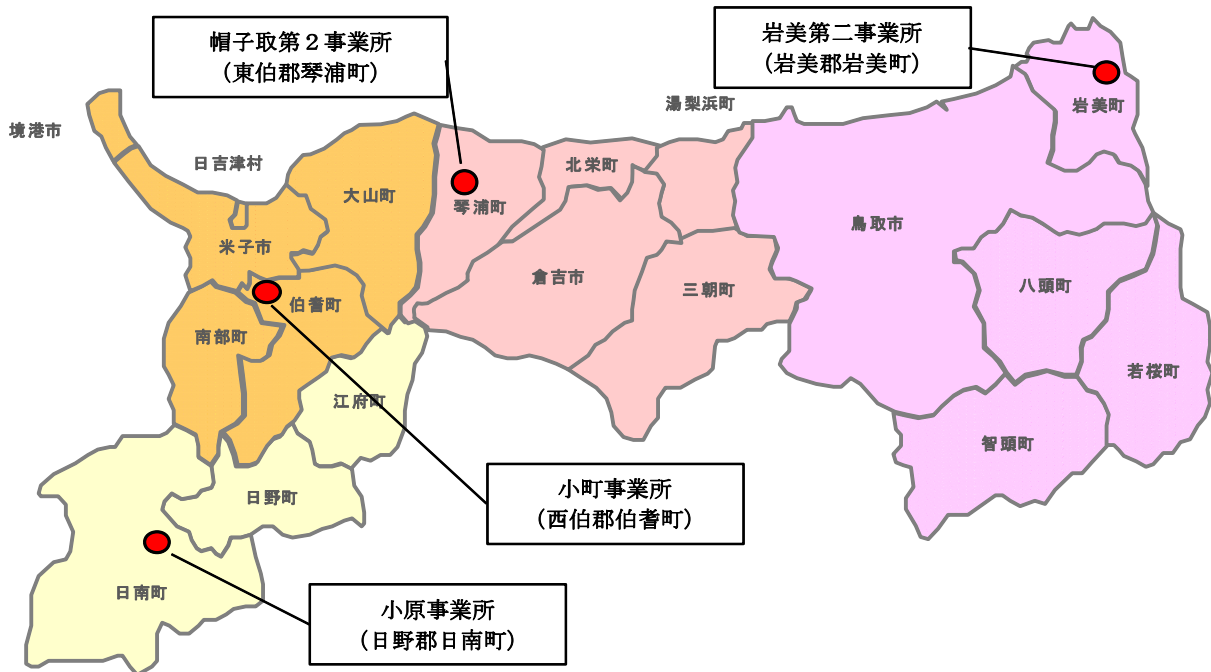 帽子取第２事業所
（東伯郡琴浦町）
岩美第二事業所
（岩美郡岩美町）
湯梨浜町
岩美町
境港市
日吉津村
北栄町
大山町
琴浦町
鳥取市
米子市
倉吉市
三朝町
八頭町
伯耆町
南部町
若桜町
江府町
智頭町
小町事業所
（西伯郡伯耆町）
日野町
日南町
小原事業所
（日野郡日南町）